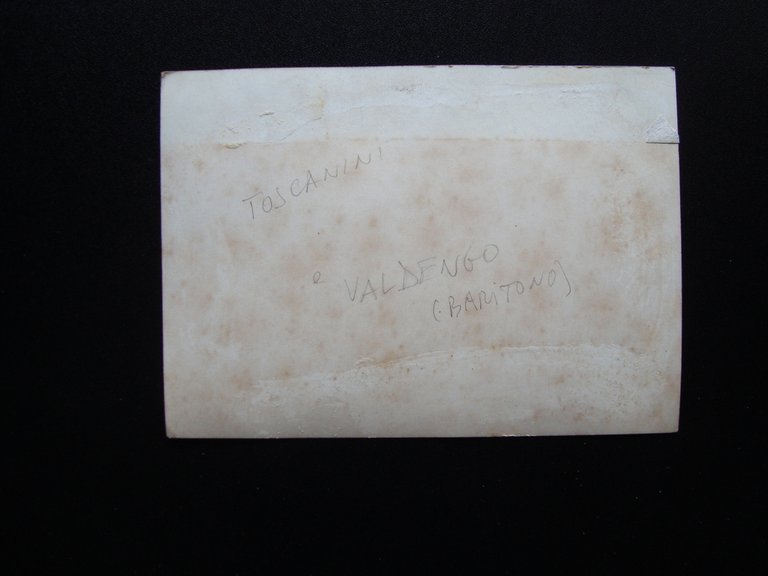 TOSCANINI
e VALDENGO
(BARITONO)